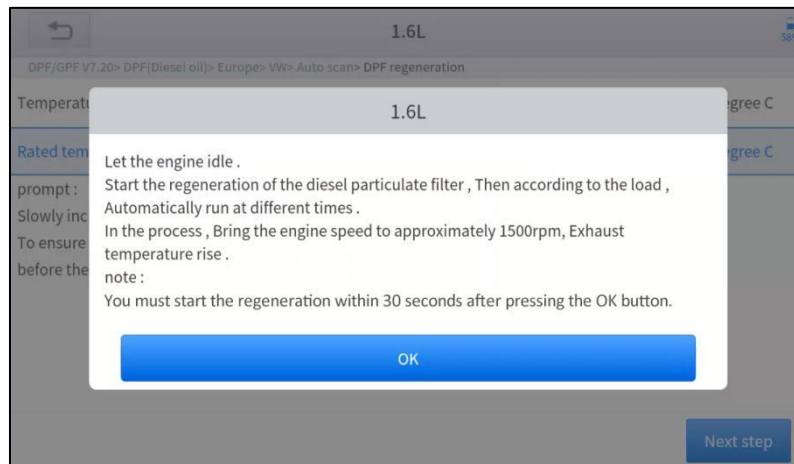 1.6L
58%
DPF/GPF V7.20> DPF(Diesel oil)> Europe> VW> Auto scan> DPF regeneration
1.6L
Let the engine idle .
Start the regeneration of the diesel particulate filter , Then according to the load ,
Automatically run at different times .
In the process , Bring the engine speed to approximately 1500rpm, Exhaust
temperature rise .
note :
You must start the regeneration within 30 seconds after pressing the OK button.
OK
Rated tem
prompt :
Slowly inc
To ensure
before the
Next step